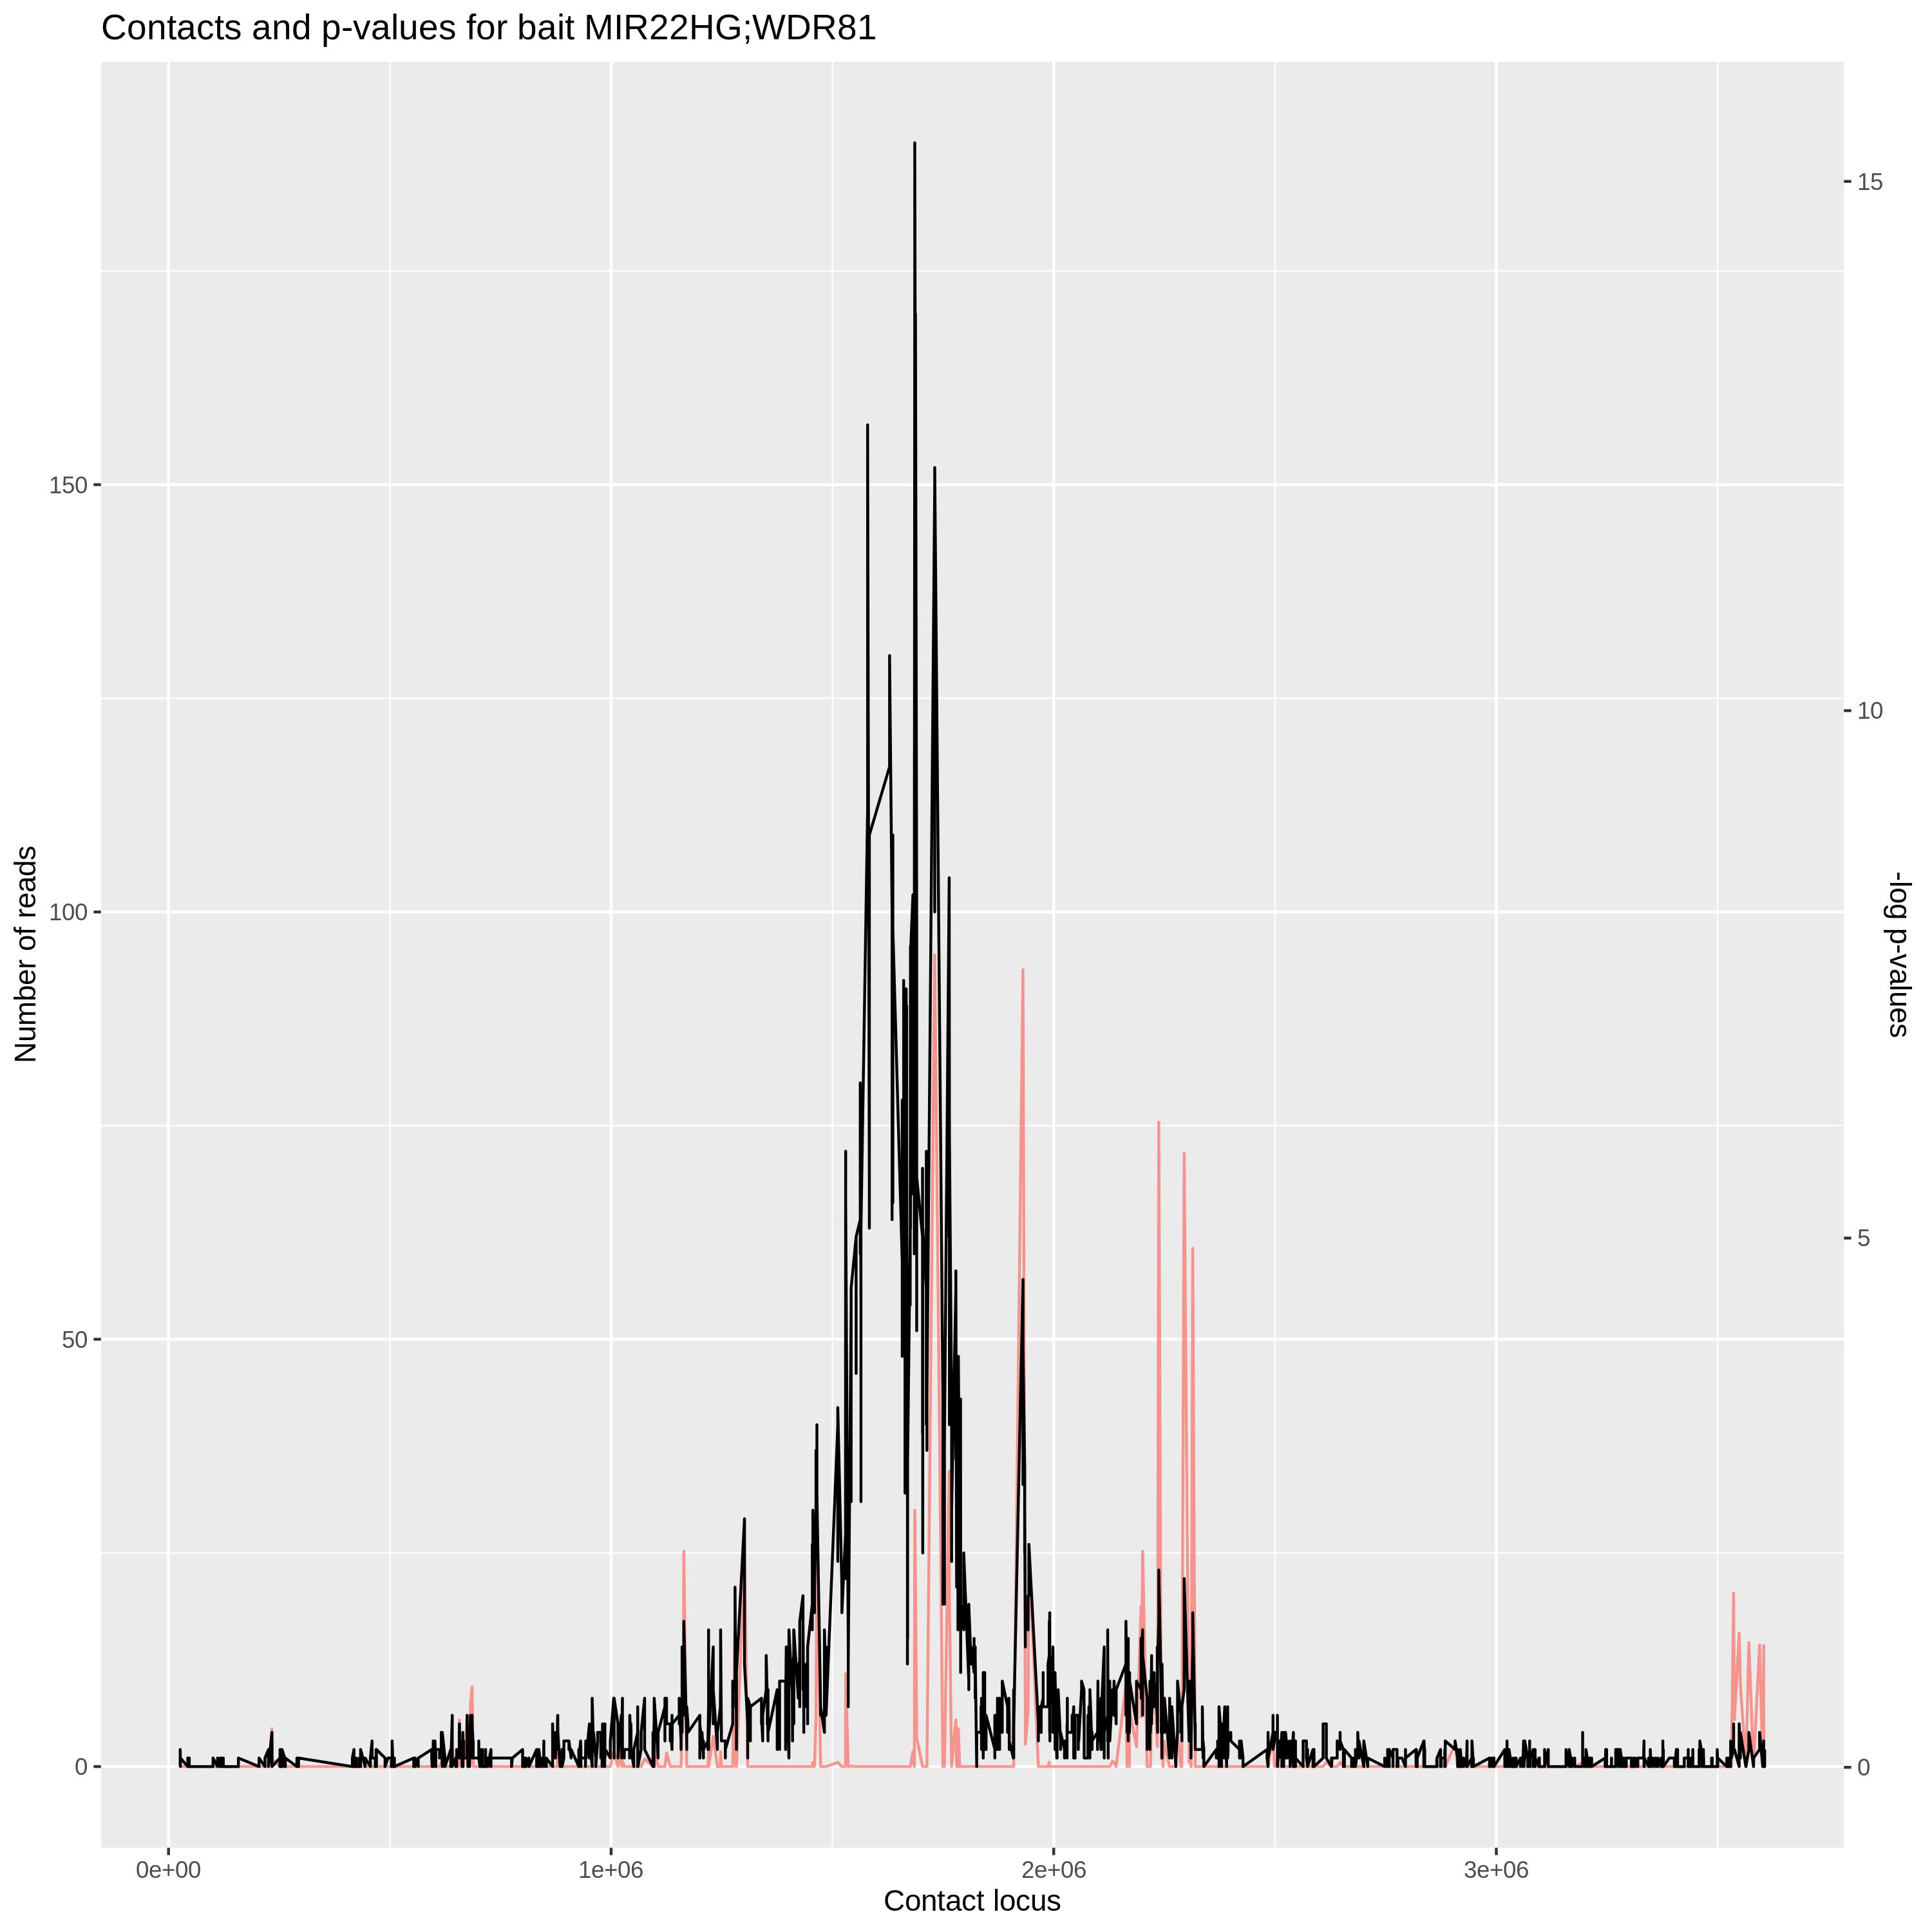 Contacts and p-values for bait MIR22HG;WDR81
Number of reads
150
100
50
0
15
10
5
0
-log p-values
0e+00 1e+06 2e+06 3e+06
Contact locus